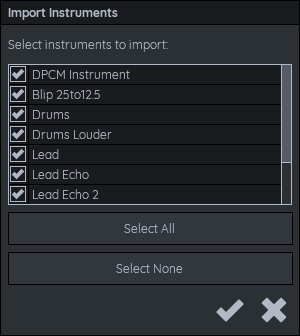 Import Instruments
Select instruments to import:
DPCM Instrument
Blip 25to12.5
Drums
Drums Louder
Lead
Lead Echo
Lead Echo 2
Select All
Select None